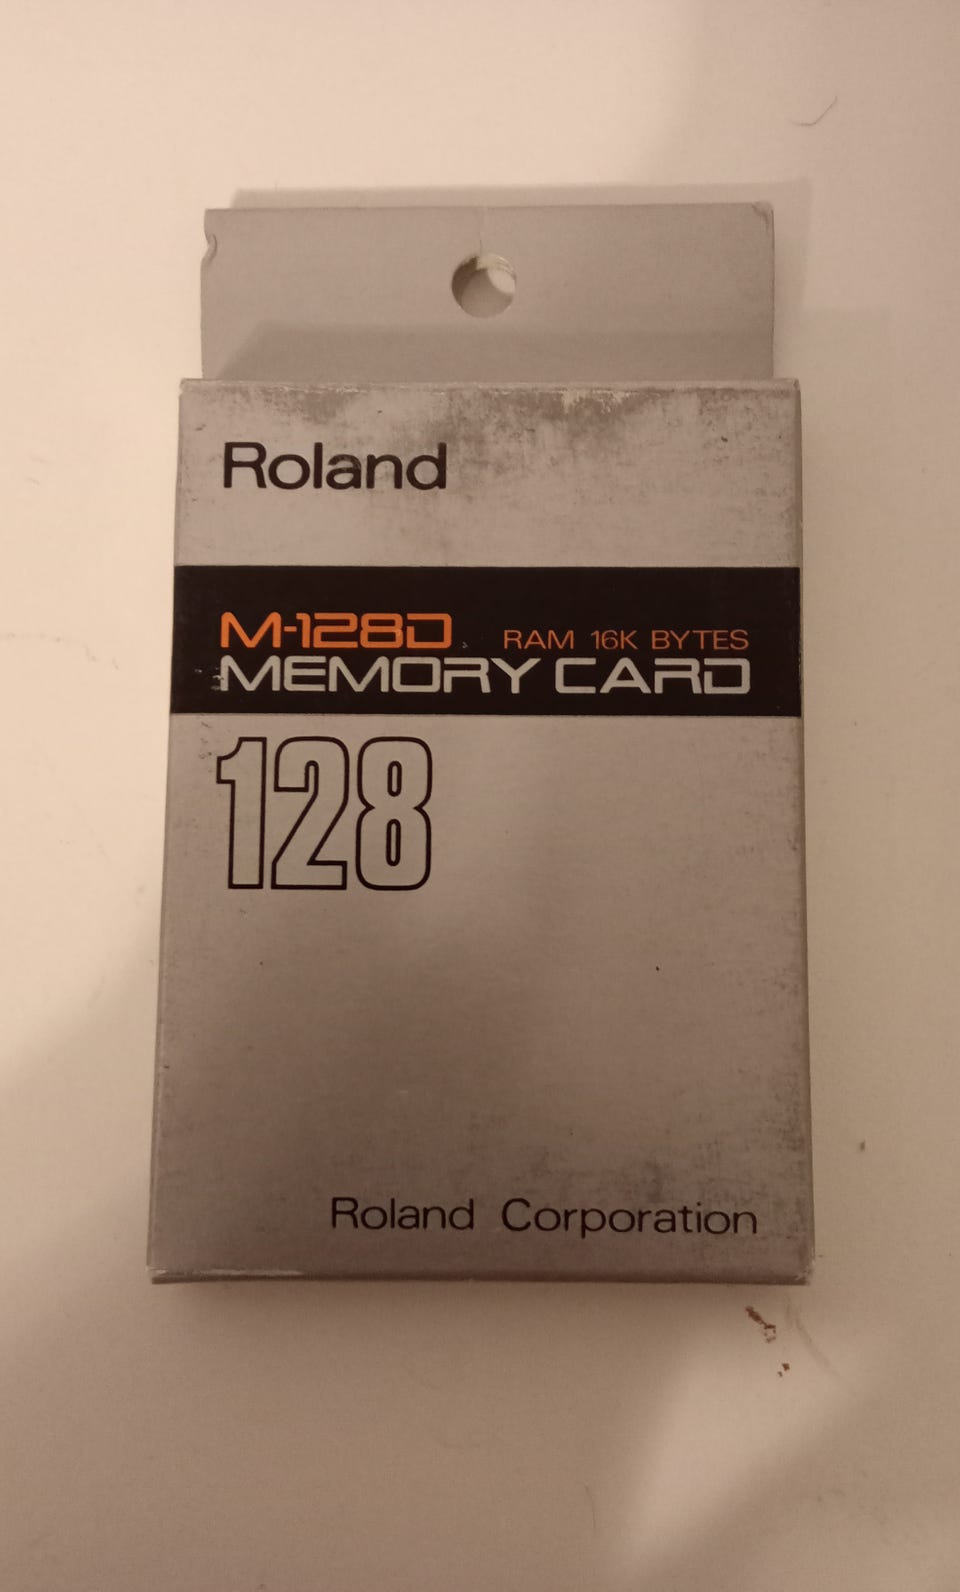 Roland
M-128D RAM 16K BYTES
MEMORY CARD
128
Roland Corporation